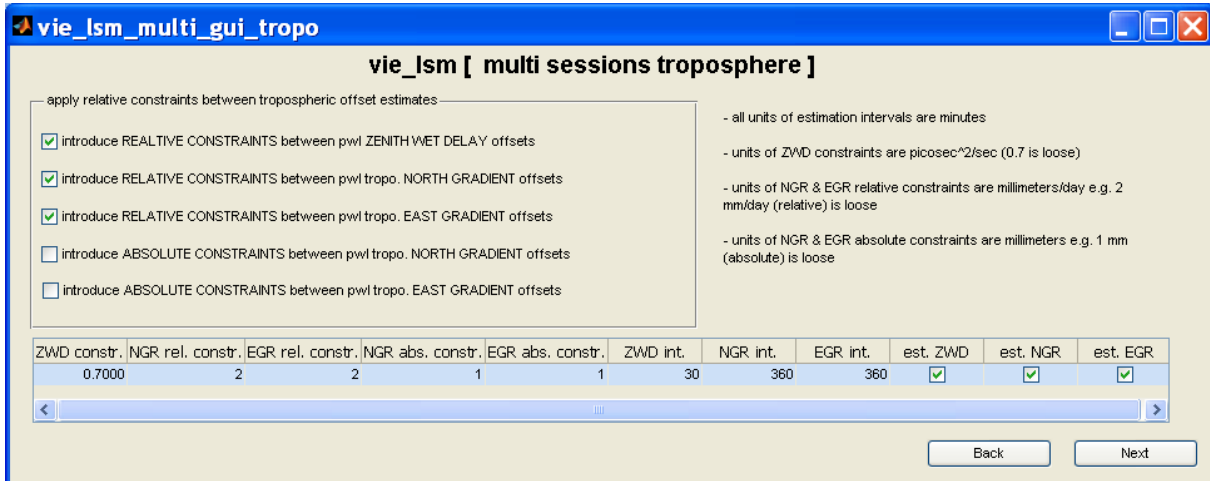 vie_lsm_multi_gui_tropo
vie_lsm [ multi sessions troposphere ]
apply relative constraints between tropospheric offset estimates
introduce REALTIVE CONSTRAINTS between pwl ZENITH WET DELAY offsets
introduce RELATIVE CONSTRAINTS between pwl tropo. NORTH GRADIENT offsets
introduce RELATIVE CONSTRAINTS between pwl tropo. EAST GRADIENT offsets
introduce ABSOLUTE CONSTRAINTS between pwl tropo. NORTH GRADIENT offsets
introduce ABSOLUTE CONSTRAINTS between pwl tropo. EAST GRADIENT offsets
- all units of estimation intervals are minutes
- units of ZWD constraints are picosec^2/sec (0.7 is loose)
- units of NGR & EGR relative constraints are millimeters/day e.g. 2
mm/day (relative) is loose
- units of NGR & EGR absolute constraints are millimeters e.g. 1 mm
(absolute) is loose
ZWD constr. NGR rel. constr. EGR rel. constr. NGR abs. constr. EGR abs. constr. ZWD int. NGR int. EGR int. est. ZWD est. NGR est. EGR
0.7000 2 2 1 1 30 360 360
Back Next